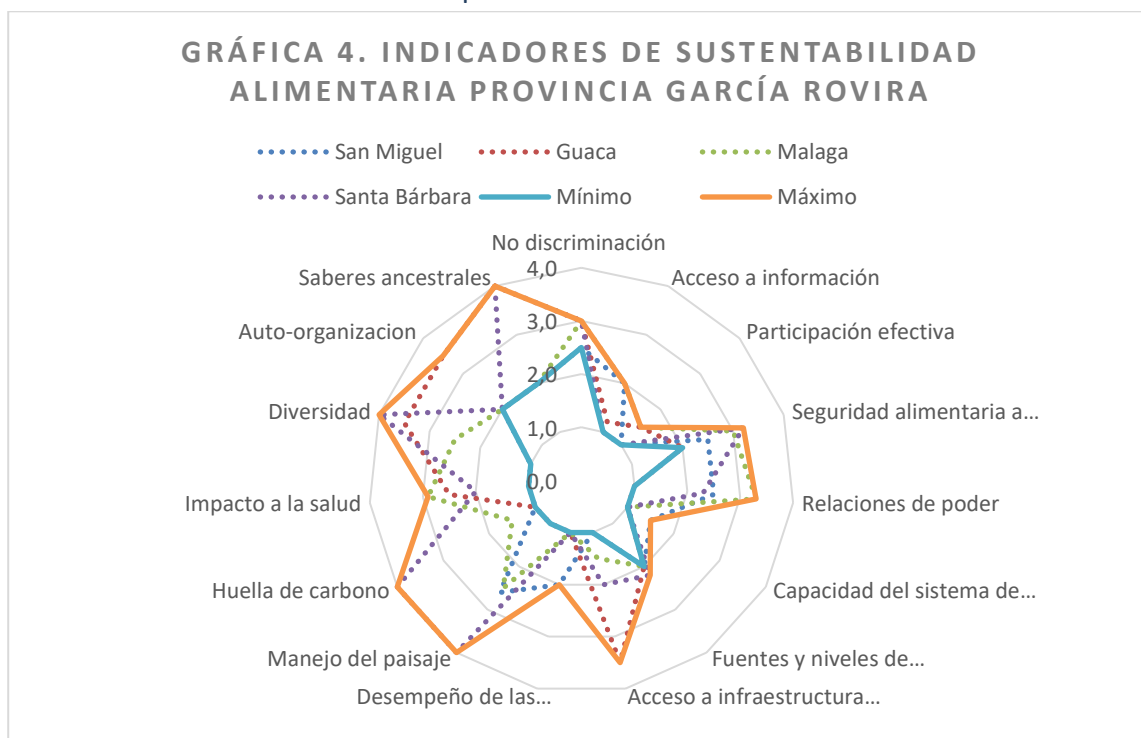 GRÁFICA 4. INDICADORES DE SUSTENTABILIDAD
ALIMENTARIA PROVINCIA GARCÍA ROVIRA
San Miguel
Guaca
Malaga
Santa Bárbara
Mínimo
Máximo
No discriminación
Acceso a información
Participación efectiva
Seguridad alimentaria a...
Relaciones de poder
Capacidad del sistema de...
Fuentes y niveles de...
Acceso a infraestructura...
Desempeño de las...
Manejo del paisaje
Huella de carbono
Impacto a la salud
Diversidad
Auto-organizacion
Saberes ancestrales
4,0
3,0
2,0
1,0
0,0